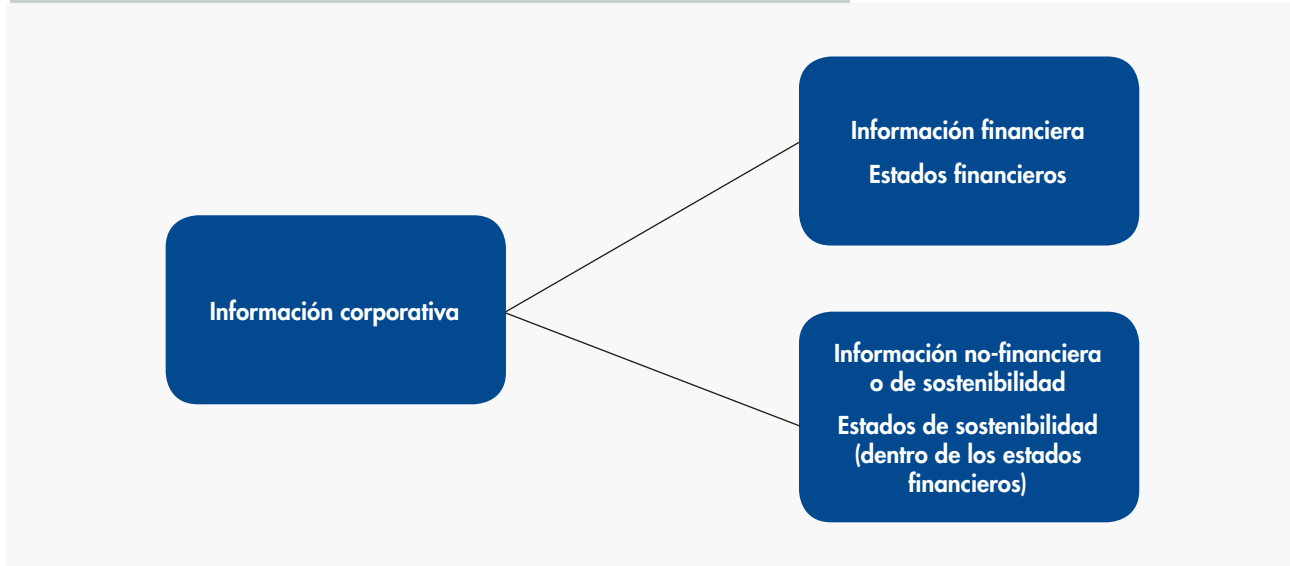 Información corporativa
Información financiera
Estados financieros
Información no-financiera
o de sostenibilidad
Estados de sostenibilidad
(dentro de los estados
financieros)